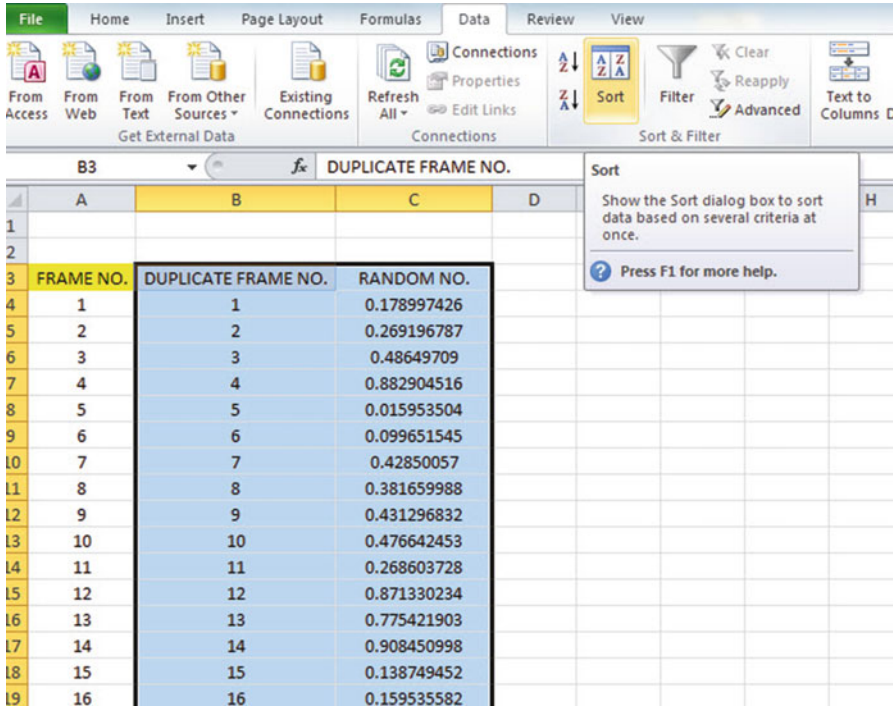 File Home Insert Page Layout Formulas Data Review View
From Access
From Web
From Text
From Other Sources
Existing Connections
Get External Data
Refresh All
Connections
Properties
Edit Links
Connections
Sort
Filter
Clear
Reapply
Advanced
Sort & Filter
Text to Columns
B3 fx DUPLICATE FRAME NO.
Sort
Show the Sort dialog box to sort
data based on several criteria at
once.
Press F1 for more help.
A B C D H
1
2
3 FRAME NO. DUPLICATE FRAME NO. RANDOM NO.
4 1 1 0.178997426
5 2 2 0.269196787
6 3 3 0.48649709
7 4 4 0.882904516
8 5 5 0.015953504
9 6 6 0.099651545
10 7 7 0.42850057
11 8 8 0.381659988
12 9 9 0.431296832
13 10 10 0.476642453
14 11 11 0.268603728
15 12 12 0.871330234
16 13 13 0.775421903
17 14 14 0.908450998
18 15 15 0.138749452
19 16 16 0.159535582